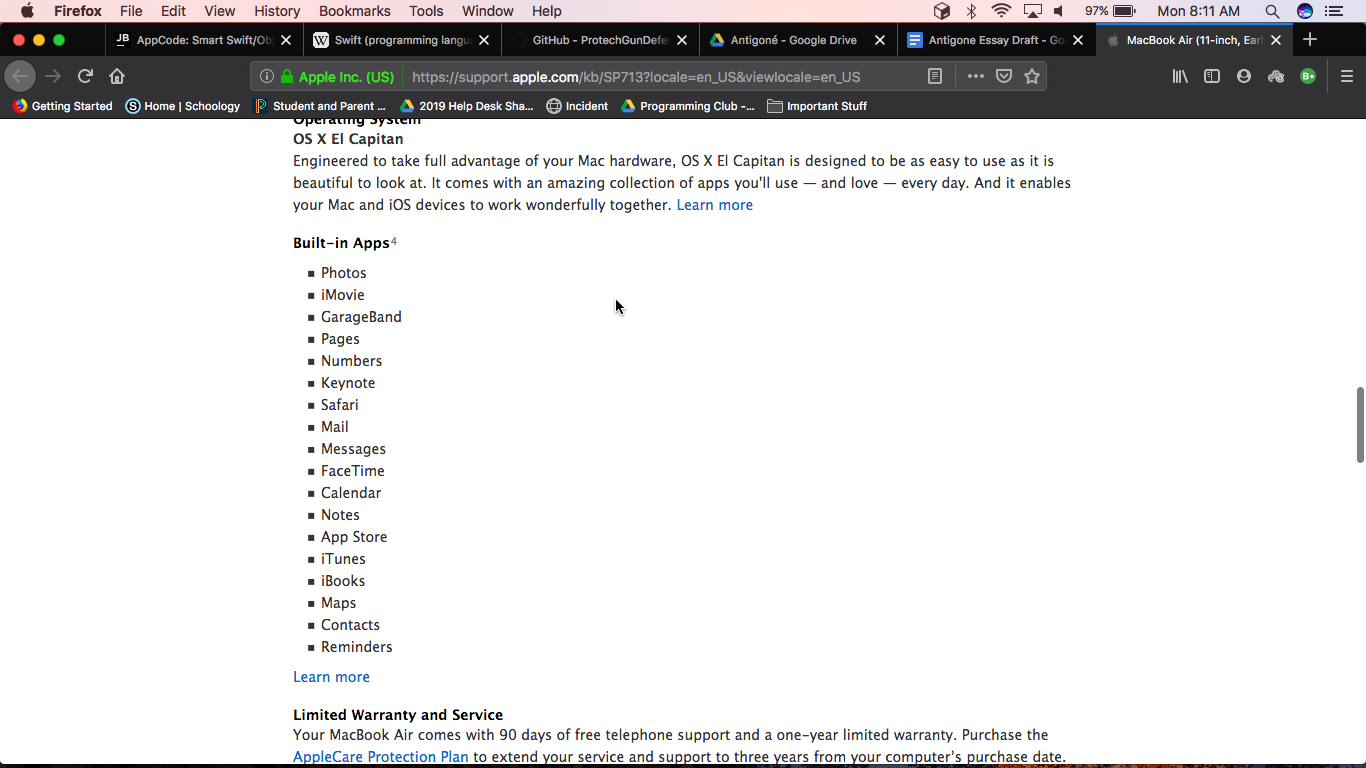 Firefox File Edit View History Bookmarks Tools Window Help 97% Mon 8:11 AM
JB AppCode: Smart Swift/Ob W Swift (programming langu GitHub - ProtechGunDefe Antigoné - Google Drive Antigone Essay Draft - Go MacBook Air (11-inch, Ear
Apple Inc. (US) https://support.apple.com/kb/SP713?locale=en_US&viewlocale=en_US B+
Getting Started S Home | Schoology Student and Parent ... 2019 Help Desk Sha... Incident Programming Club -... Important Stuff
Operating System
OS X El Capitan
Engineered to take full advantage of your Mac hardware, OS X El Capitan is designed to be as easy to use as it is
beautiful to look at. It comes with an amazing collection of apps you'll use — and love — every day. And it enables
your Mac and iOS devices to work wonderfully together. Learn more
Built-in Apps4
Photos
iMovie
GarageBand
Pages
Numbers
Keynote
Safari
Mail
Messages
FaceTime
Calendar
Notes
App Store
iTunes
iBooks
Maps
Contacts
Reminders
Learn more
Limited Warranty and Service
Your MacBook Air comes with 90 days of free telephone support and a one-year limited warranty. Purchase the
AppleCare Protection Plan to extend your service and support to three years from your computer's purchase date.